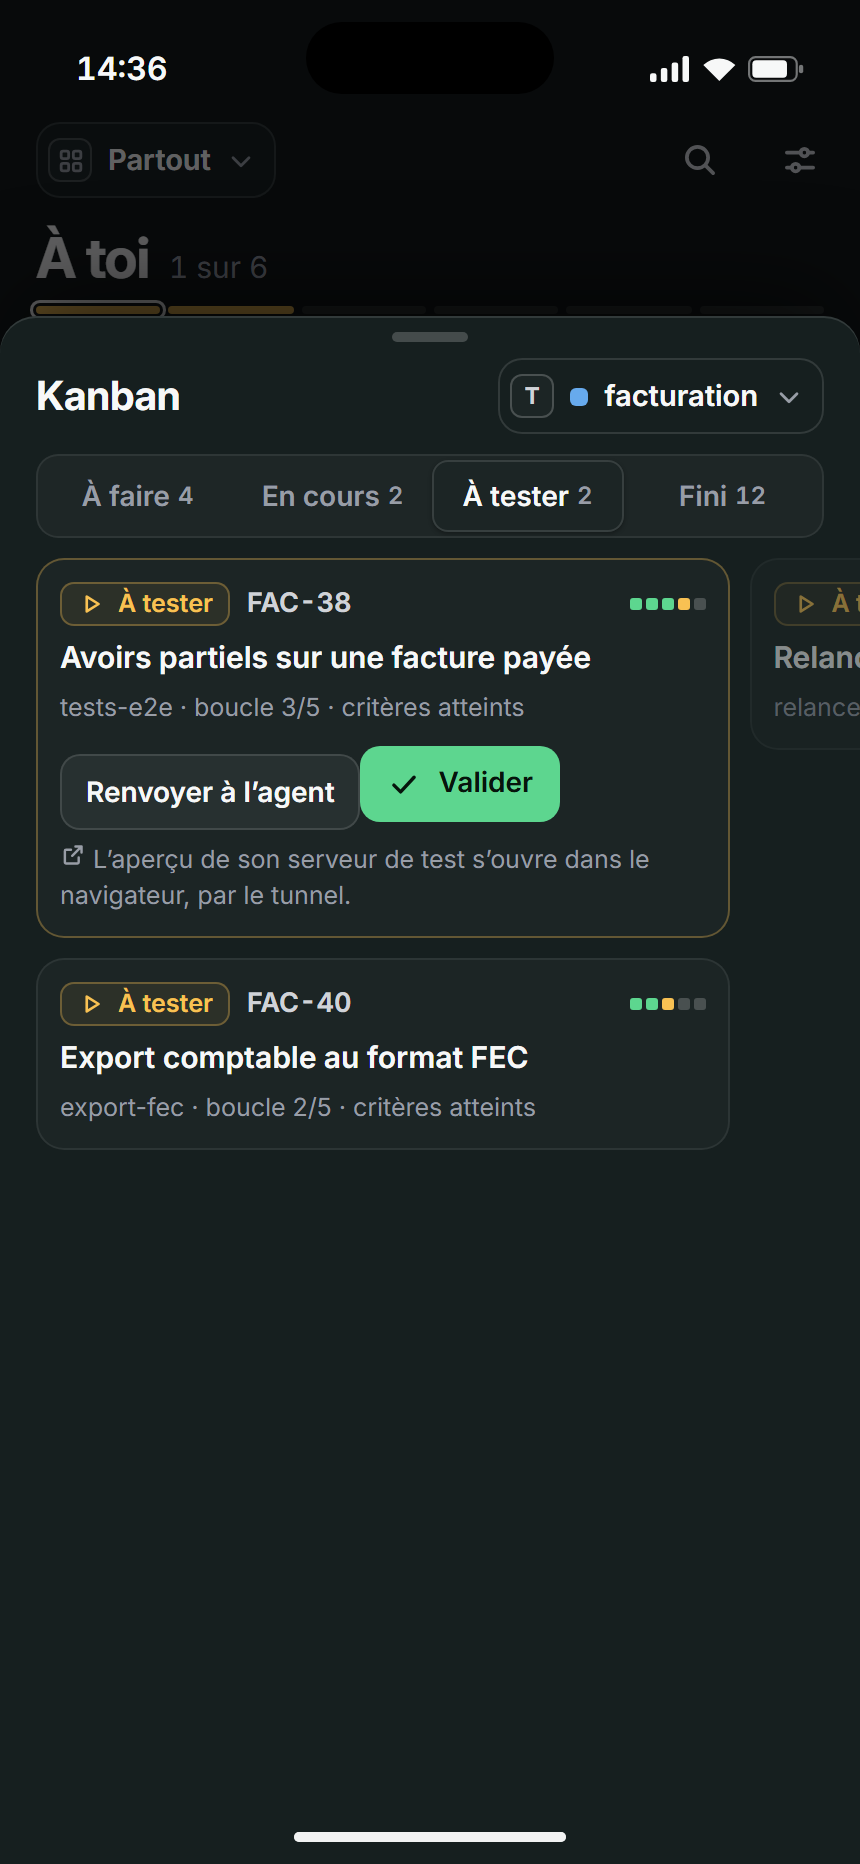 14:36
Partout
À toi 1 sur 6
Kanban
T facturation
À faire 4 En cours 2 À tester 2 Fini 12
À tester FAC-38
Avoirs partiels sur une facture payée
tests-e2e · boucle 3/5 · critères atteints
Renvoyer à l’agent Valider
L’aperçu de son serveur de test s’ouvre dans le
navigateur, par le tunnel.
À tester FAC-40
Export comptable au format FEC
export-fec · boucle 2/5 · critères atteints
À t
Relanc
relance